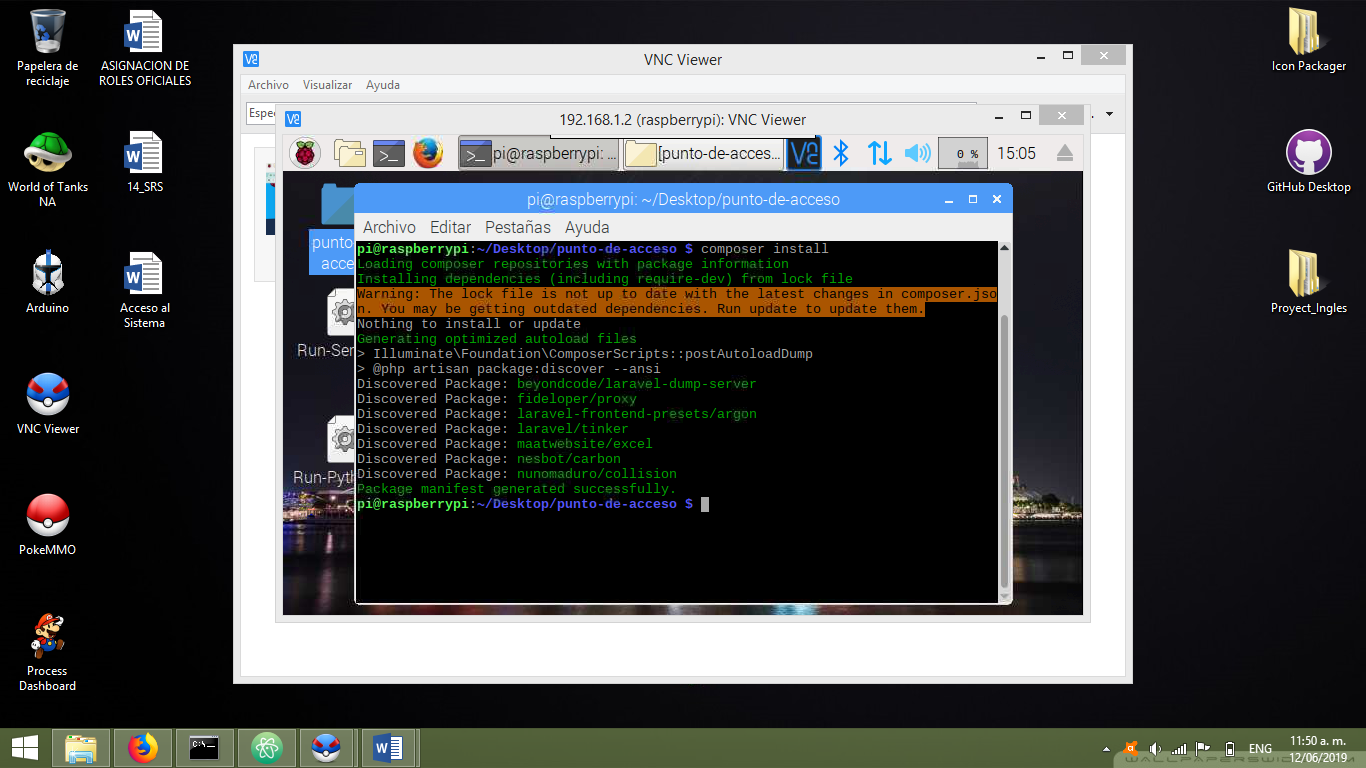 Papelera de
reciclaje
ASIGNACION DE
ROLES OFICIALES
World of Tanks
NA
14_SRS
Arduino
Acceso al
Sistema
VNC Viewer
PokeMMO
Process
Dashboard
Icon Packager
GitHub Desktop
Proyect_Ingles
VNC Viewer
Archivo Visualizar Ayuda
Espec
192.168.1.2 (raspberrypi): VNC Viewer
pi@raspberrypi: ...
[punto-de-acces...
0 %
15:05
punto-
acce
Run-Ser
Run-Pyth
pi@raspberrypi: ~/Desktop/punto-de-acceso
Archivo Editar Pestañas Ayuda
pi@raspberrypi:~/Desktop/punto-de-acceso $ composer install
Loading composer repositories with package information
Installing dependencies (including require-dev) from lock file
Warning: The lock file is not up to date with the latest changes in composer.jso
n. You may be getting outdated dependencies. Run update to update them.
Nothing to install or update
Generating optimized autoload files
> Illuminate\Foundation\ComposerScripts::postAutoloadDump
> @php artisan package:discover --ansi
Discovered Package: beyondcode/laravel-dump-server
Discovered Package: fideloper/proxy
Discovered Package: laravel-frontend-presets/argon
Discovered Package: laravel/tinker
Discovered Package: maatwebsite/excel
Discovered Package: nesbot/carbon
Discovered Package: nunomaduro/collision
Package manifest generated successfully.
pi@raspberrypi:~/Desktop/punto-de-acceso $
ENG
11:50 a. m.
12/06/2019